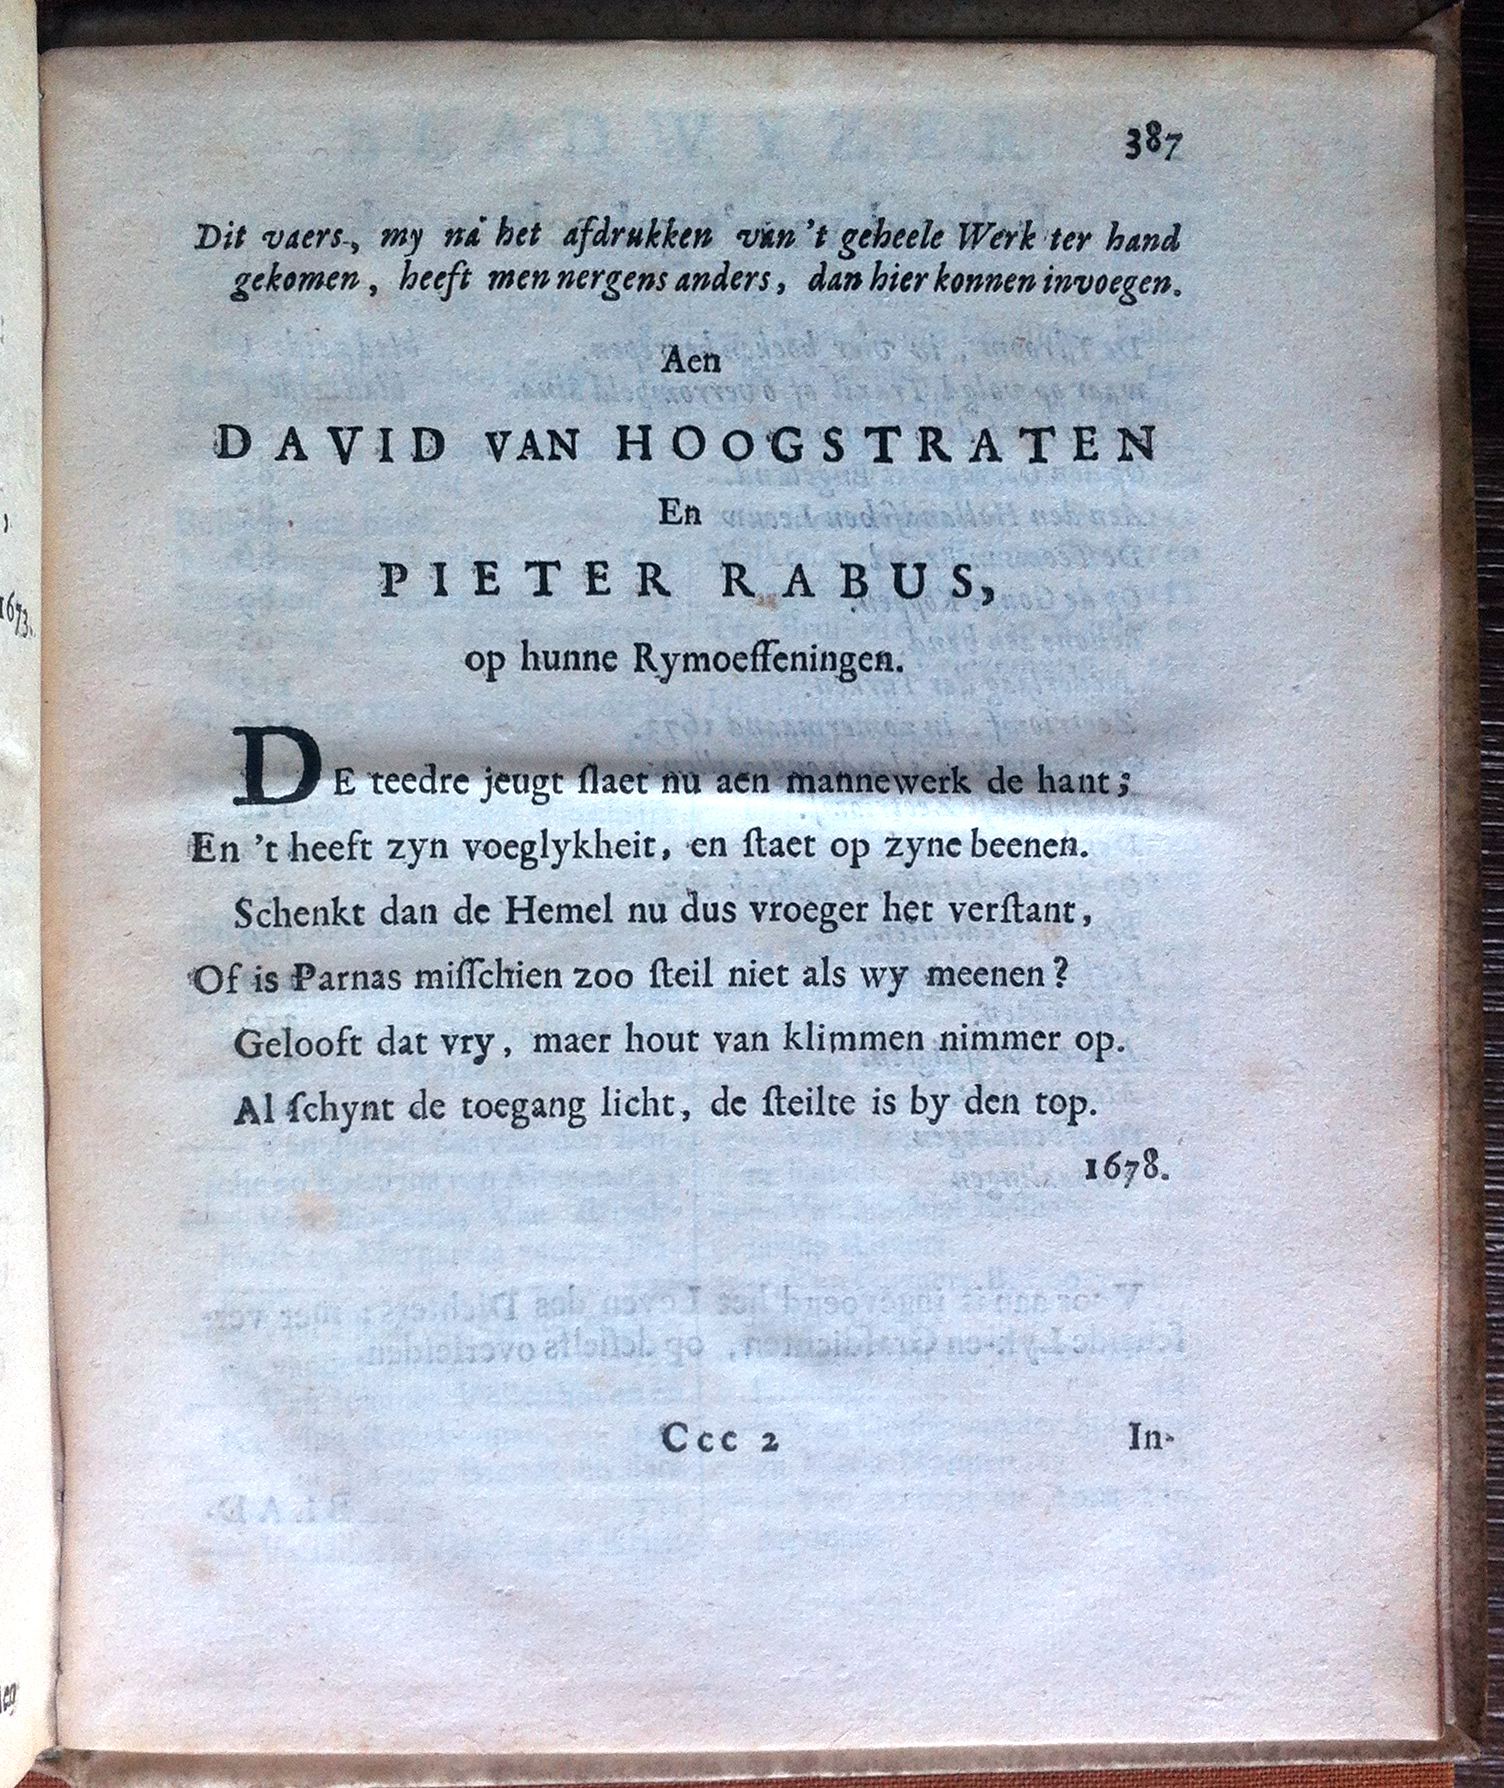 387
Dit vaers, my na het afdrukken van 't geheele Werk ter hand
gekomen, heeft men nergens anders, dan hier konnen invoegen.
Aen
DAVID VAN HOOGSTRATEN
En
PIETER RABUS,
op hunne Rymoeffeningen.
DE teedre jeugt ſlaet nu aen mannewerk de hant;
En 't heeft zyn voeglykheit, en ſtaet op zyne beenen.
Schenkt dan de Hemel nu dus vroeger het verſtant,
Of is Parnas miſſchien zoo ſteil niet als wy meenen?
Gelooft dat vry, maer hout van klimmen nimmer op.
Al ſchynt de toegang licht, de ſteilte is by den top.
1678.
Ccc 2
In-
1673.